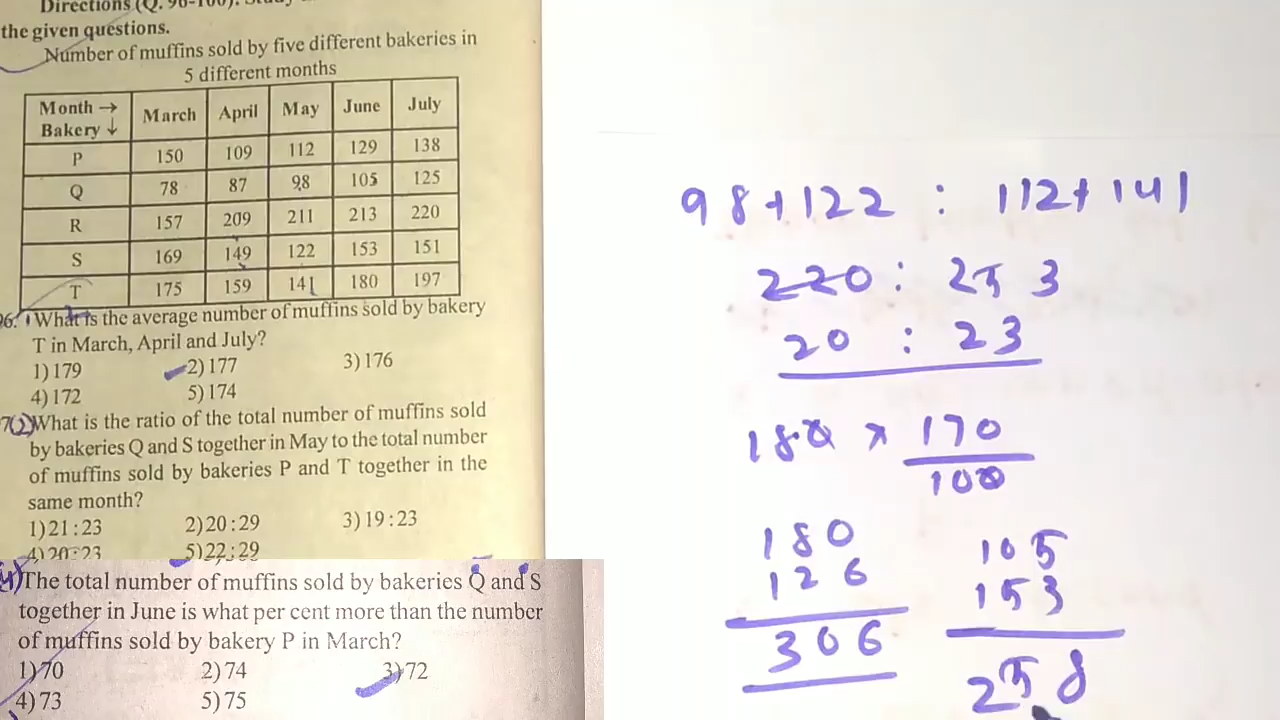 Directions (Q. 96-100): Study
the given questions.
Number of muffins sold by five different bakeries in
5 different months
Month → March April May June July
Bakery ↓
P 150 109 112 129 138
Q 78 87 98 105 125
R 157 209 211 213 220
S 169 149 122 153 151
T 175 159 141 180 197
96. What is the average number of muffins sold by bakery
T in March, April and July?
1) 179 2) 177 3) 176
4) 172 5) 174
7(2) What is the ratio of the total number of muffins sold
by bakeries Q and S together in May to the total number
of muffins sold by bakeries P and T together in the
same month?
1) 21 : 23 2) 20 : 29 3) 19 : 23
4) 20 : 23 5) 22 : 29
The total number of muffins sold by bakeries Q and S
together in June is what per cent more than the number
of muffins sold by bakery P in March?
1) 70 2) 74 3) 72
4) 73 5) 75
98+122 : 112+141
220 : 253
20 : 23
180 × 170
100
180 105
126 153
306 258